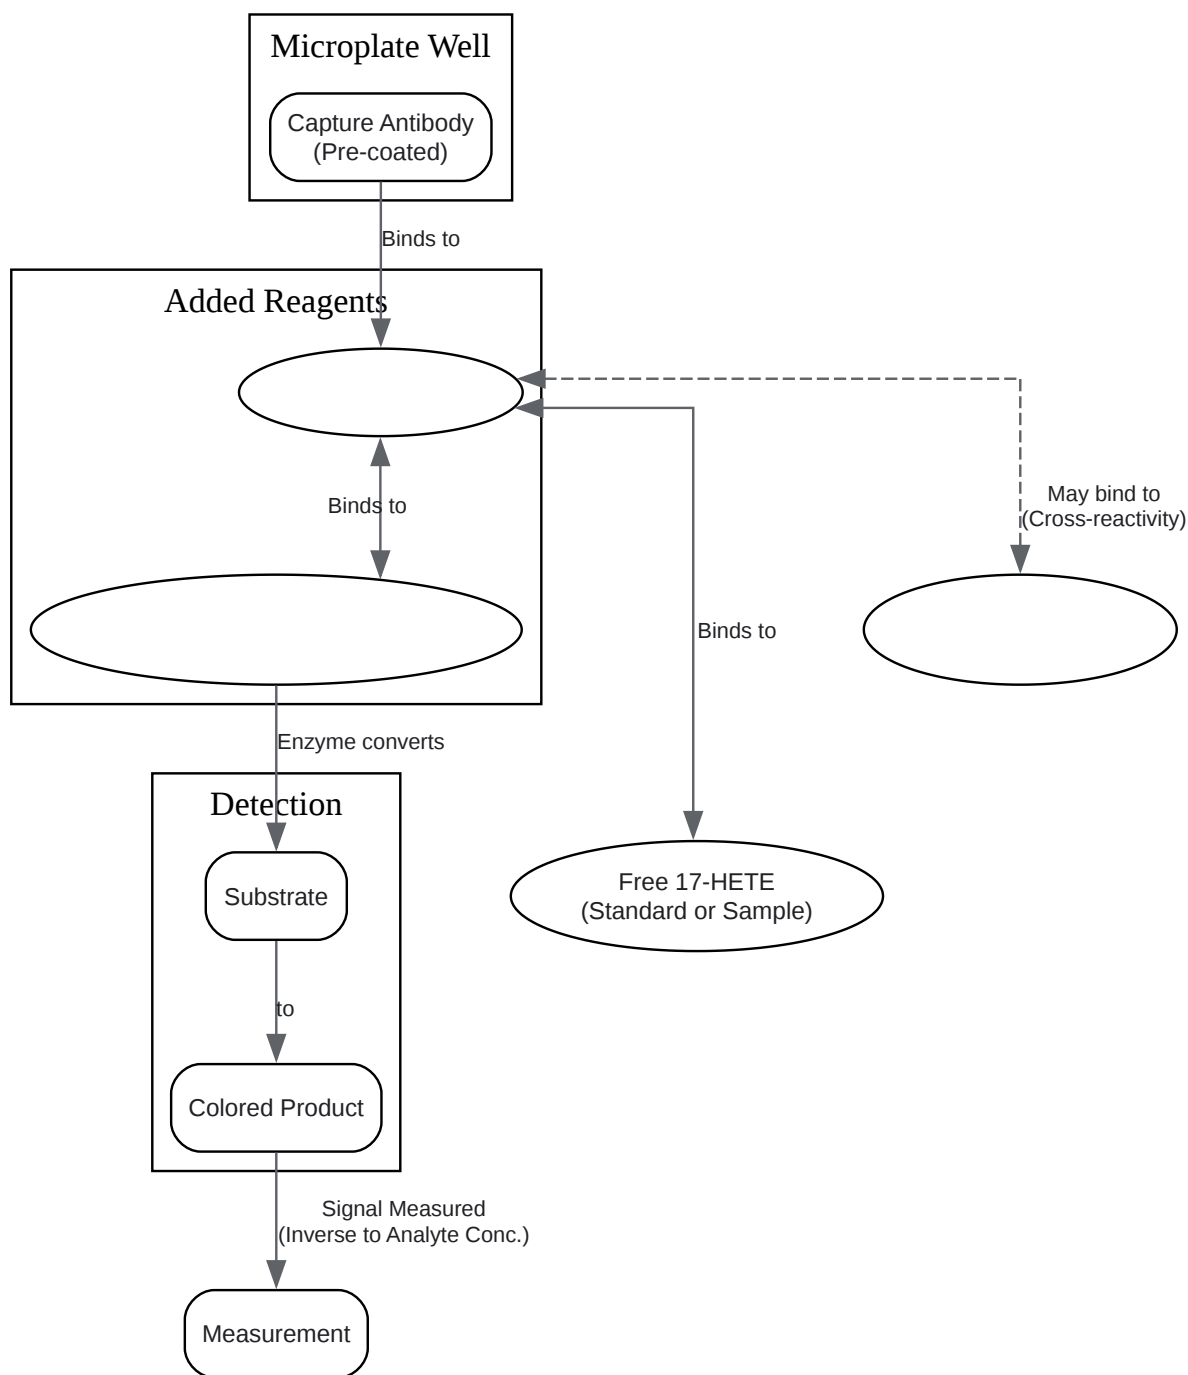 Microplate Well
Capture Antibody
(Pre-coated)
Binds to
Added Reagents
Binds to
May bind to
(Cross-reactivity)
Binds to
Enzyme converts
Detection
Substrate
Free 17-HETE
(Standard or Sample)
to
Colored Product
Signal Measured
(Inverse to Analyte Conc.)
Measurement